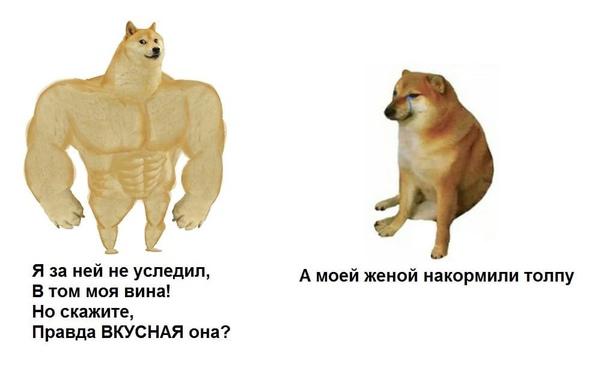 Я за ней не уследил,
В том моя вина!
Но скажите,
Правда ВКУСНАЯ она?
А моей женой накормили толпу